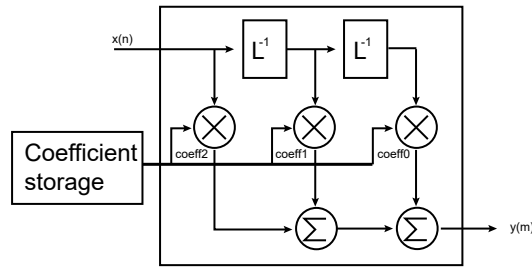 x(n)
L-1
L-1
Coefficient
storage
coeff2
coeff1
coeff0
Σ
Σ
y(m)